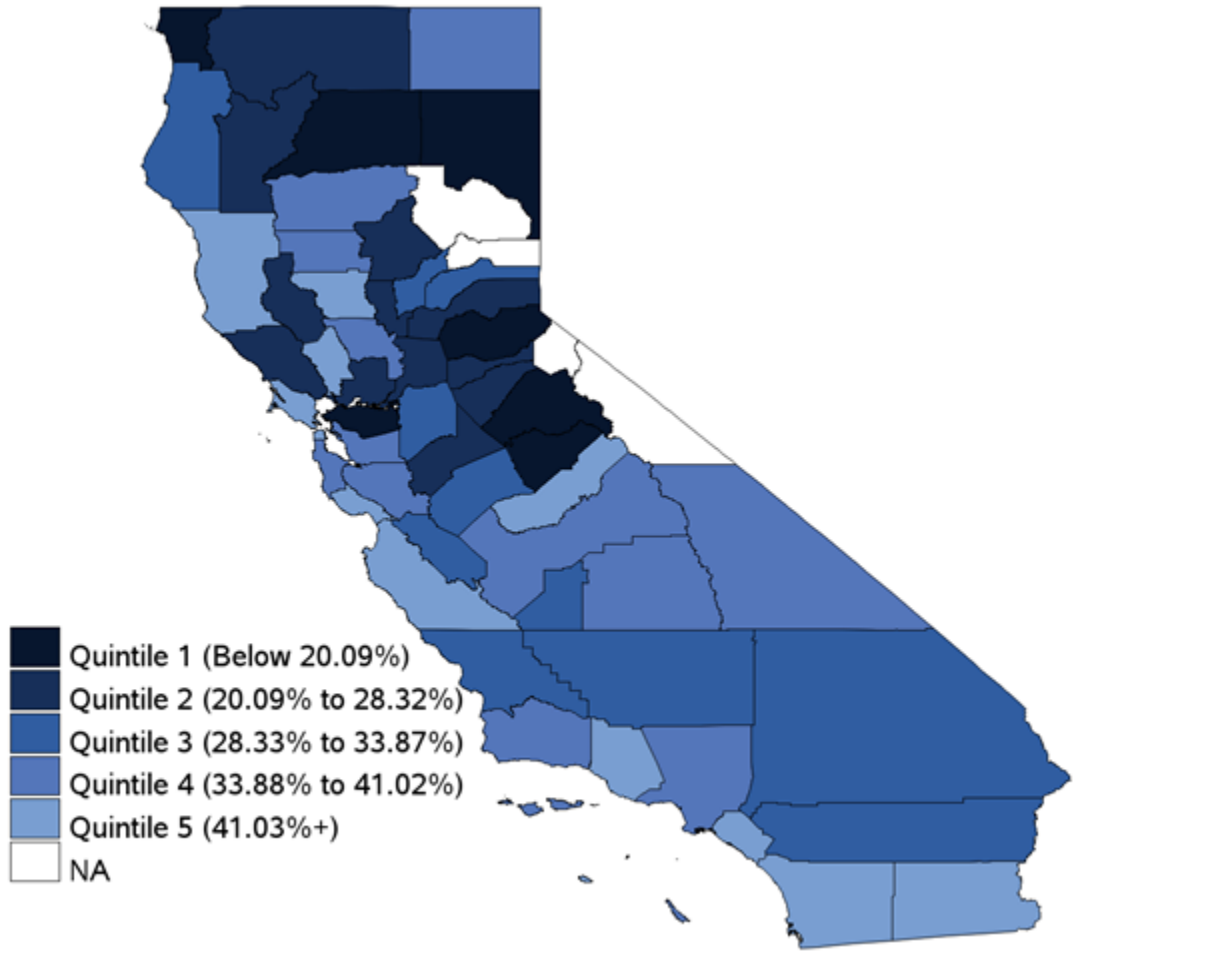 Quintile 1 (Below 20.09%)
Quintile 2 (20.09% to 28.32%)
Quintile 3 (28.33% to 33.87%)
Quintile 4 (33.88% to 41.02%)
Quintile 5 (41.03%+)
NA